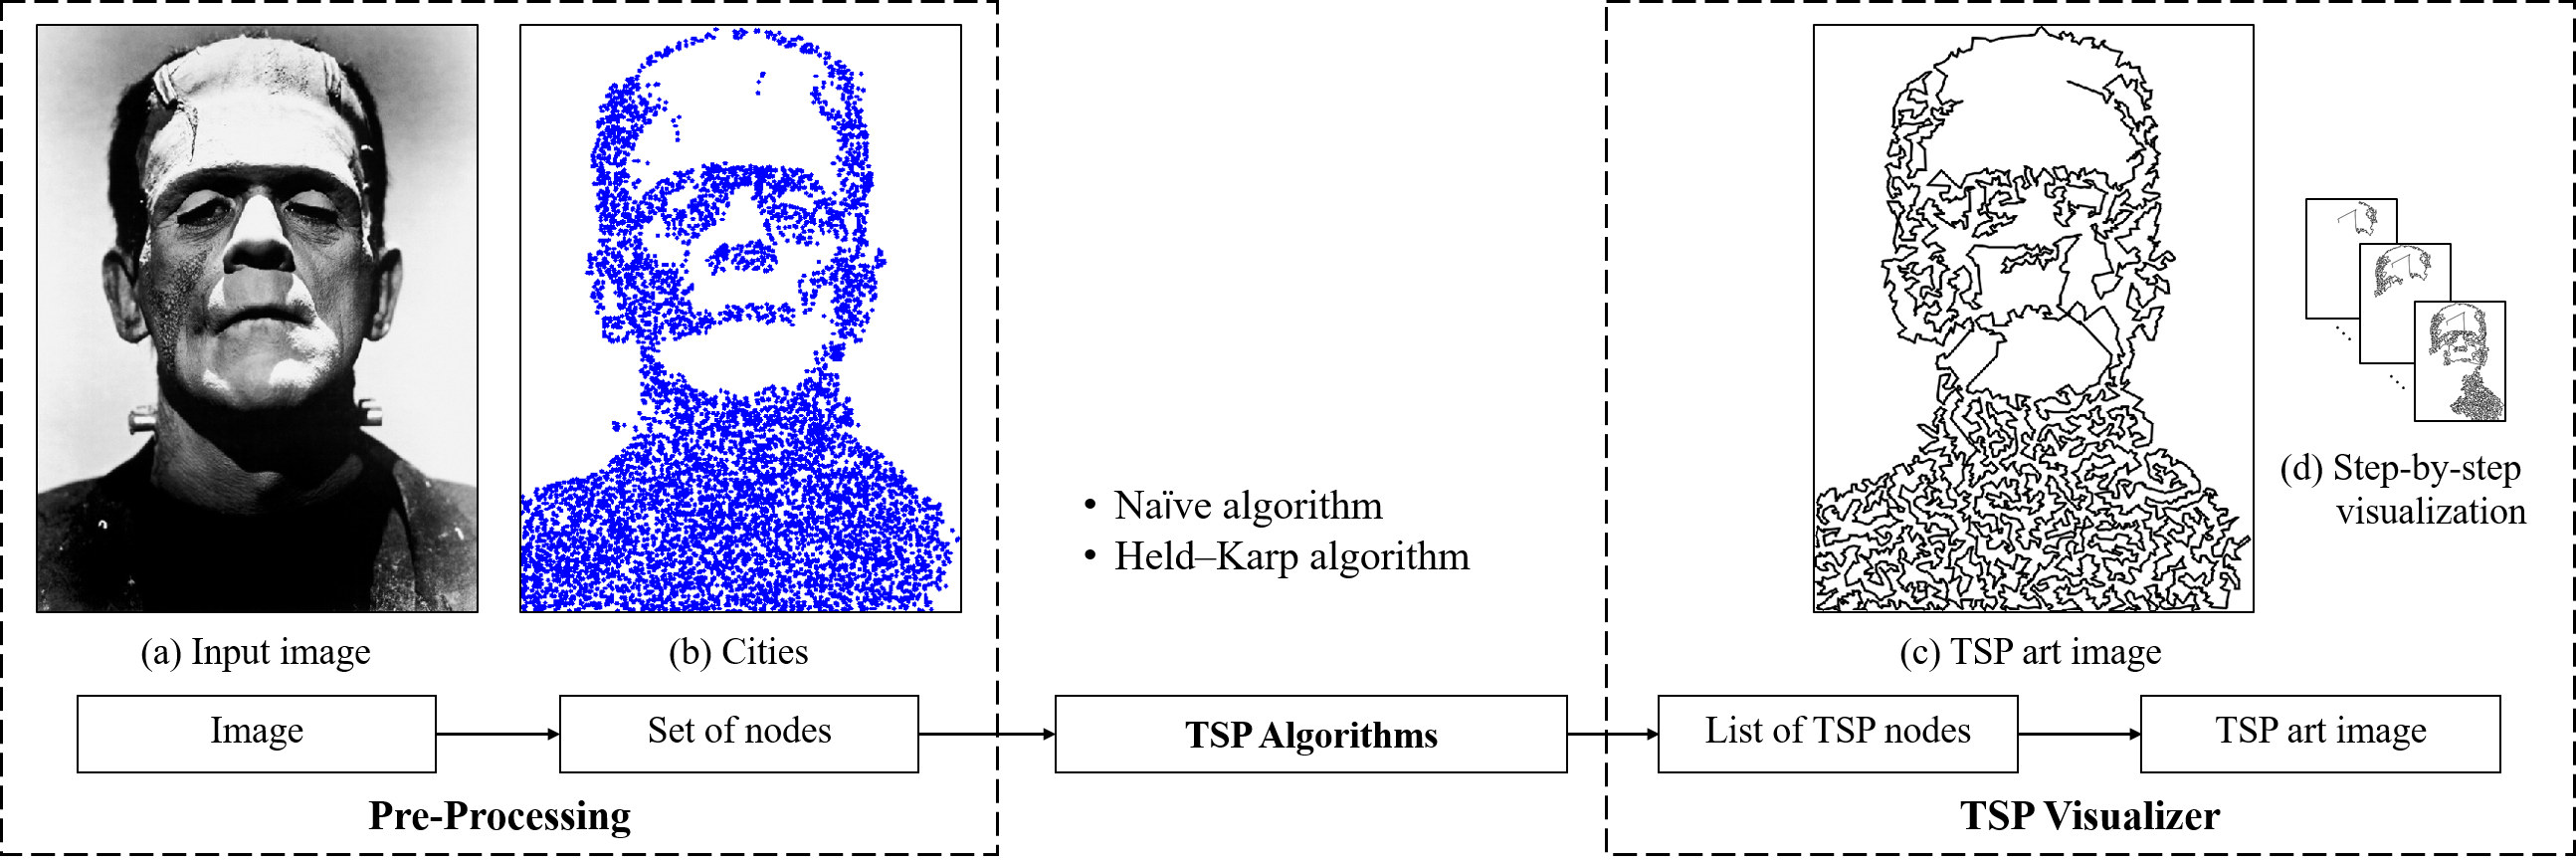 • Naïve algorithm
• Held–Karp algorithm
(d) Step-by-step
visualization
(a) Input image
(b) Cities
(c) TSP art image
Image
Set of nodes
TSP Algorithms
List of TSP nodes
TSP art image
Pre-Processing
TSP Visualizer